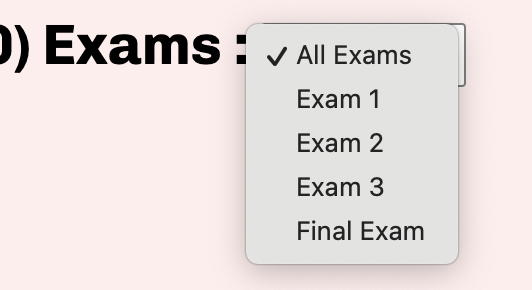 0) Exams :
✓ All Exams
Exam 1
Exam 2
Exam 3
Final Exam